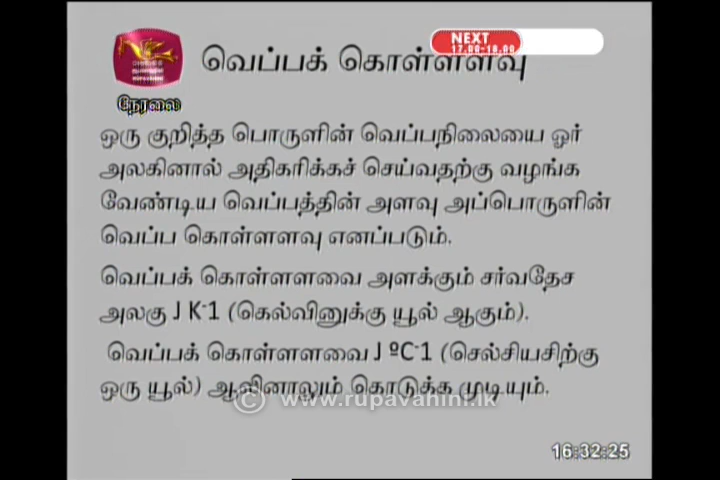 NEXT
17.00-18.00
வெப்பக் கொள்ளளவு
நேரலை
ஒரு குறித்த பொருளின் வெப்பநிலையை ஓர்
அலகினால் அதிகரிக்கச் செய்வதற்கு வழங்க
வேண்டிய வெப்பத்தின் அளவு அப்பொருளின்
வெப்ப கொள்ளளவு எனப்படும்.
வெப்பக் கொள்ளளவை அளக்கும் சர்வதேச
அலகு J K-1 (கெல்வினுக்கு யூல் ஆகும்).
வெப்பக் கொள்ளளவை J ºC-1 (செல்சியசிற்கு
ஒரு யூல்) ஆலினாலும் கொடுக்க முடியும்.
© www.rupavahini.lk
16:32:25